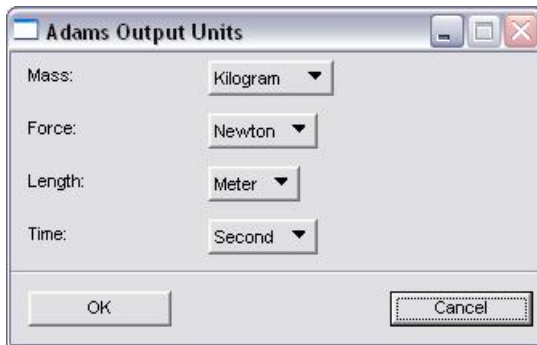 Adams Output Units
Mass: Kilogram
Force: Newton
Length: Meter
Time: Second
OK Cancel